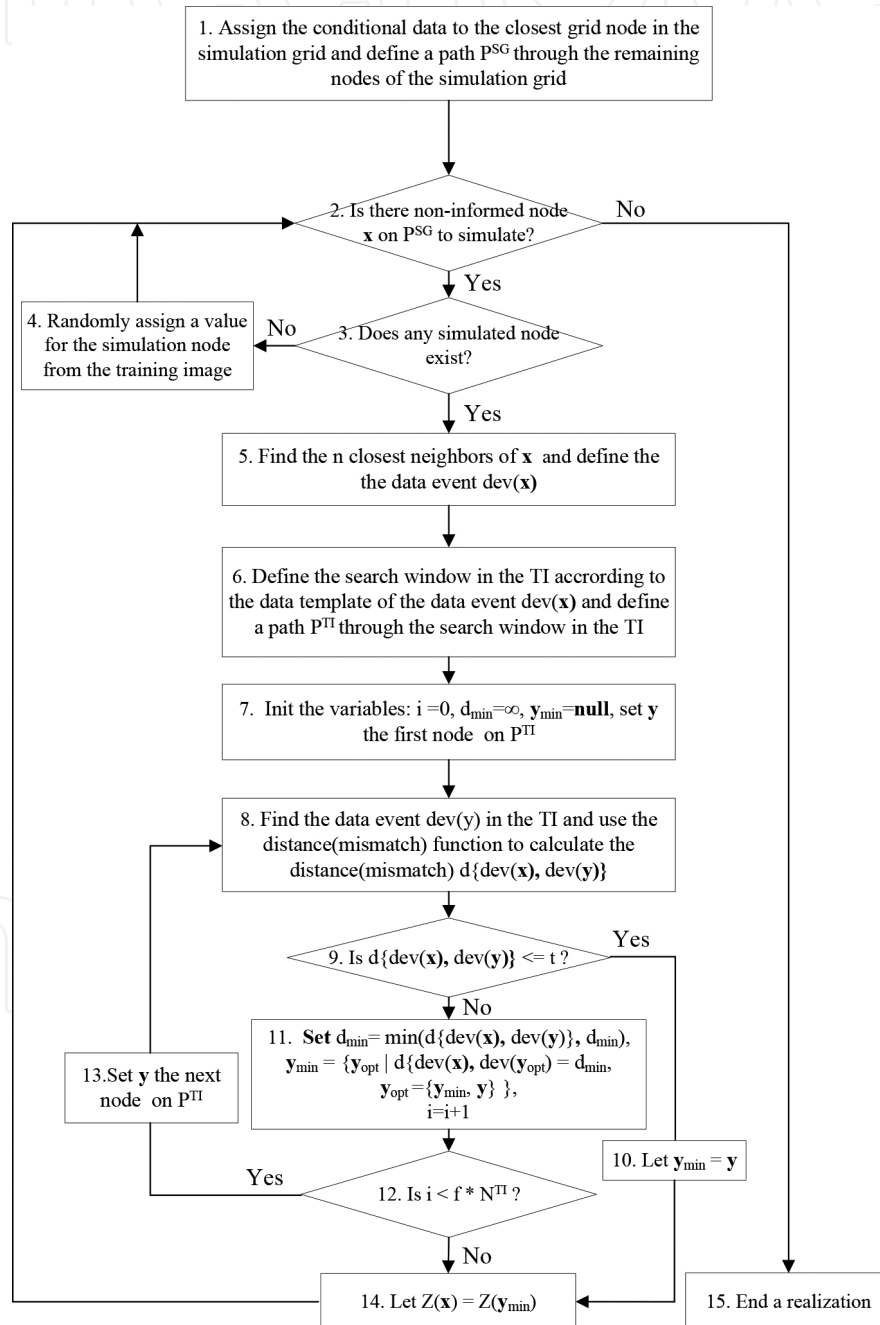 1. Assign the conditional data to the closest grid node in the
simulation grid and define a path P^SG through the remaining
nodes of the simulation grid
2. Is there non-informed node
x on P^SG to simulate?
No
Yes
3. Does any simulated node
exist?
No
4. Randomly assign a value
for the simulation node
from the training image
Yes
5. Find the n closest neighbors of x and define the
the data event dev(x)
6. Define the search window in the TI accrording to
the data template of the data event dev(x) and define
a path P^TI through the search window in the TI
7. Init the variables: i =0, d_min=∞, y_min=null, set y
the first node on P^TI
8. Find the data event dev(y) in the TI and use the
distance(mismatch) function to calculate the
distance(mismatch) d{dev(x), dev(y)}
9. Is d{dev(x), dev(y)} <= t ?
Yes
No
11. Set d_min= min(d{dev(x), dev(y)}, d_min),
y_min = {y_opt | d{dev(x), dev(y_opt) = d_min,
y_opt ={y_min, y} },
i=i+1
13.Set y the next
node on P^TI
10. Let y_min = y
Yes
12. Is i < f * N^TI ?
No
14. Let Z(x) = Z(y_min)
15. End a realization